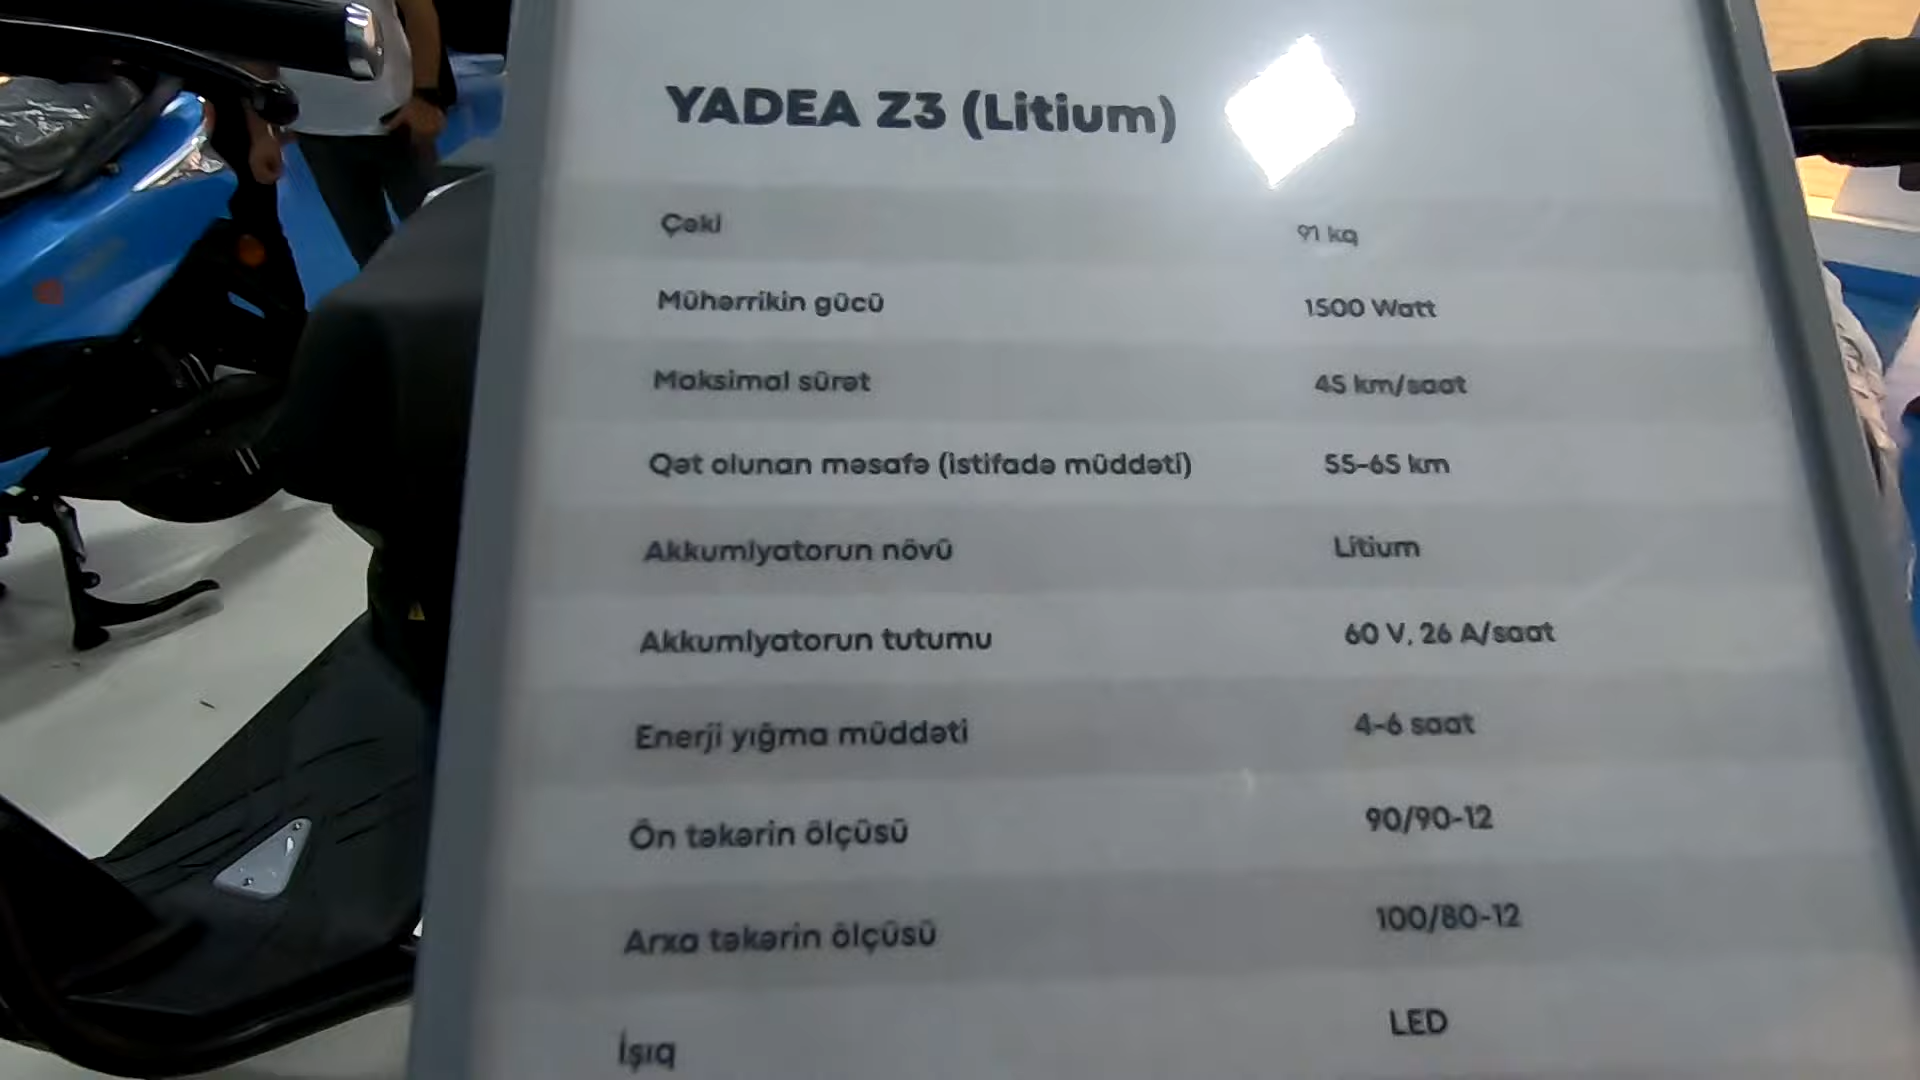 YADEA Z3 (Litium)
Çəki 91 kq
Mühərrikin gücü 1500 Watt
Maksimal sürət 45 km/saat
Qət olunan məsafə (istifadə müddəti) 55-65 km
Akkumlyatorun növü Litium
Akkumlyatorun tutumu 60 V, 26 A/saat
Enerji yığma müddəti 4-6 saat
Ön təkərin ölçüsü 90/90-12
Arxa təkərin ölçüsü 100/80-12
İşıq LED